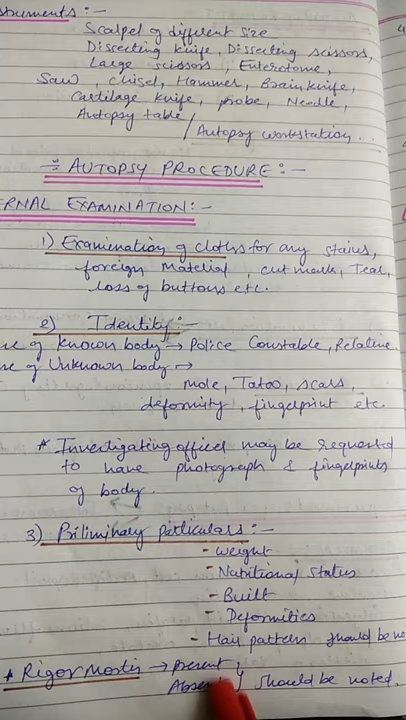 struments :-
Scalpel of different size
Dissecting knife, Dissecting scissors,
Large scissors, Enterotome,
Saw, chisel, Hammer, Brain knife,
Cartilage knife, probe, Needle,
Autopsy table / Autopsy workstation..
÷ AUTOPSY PROCEDURE :-
RNAL EXAMINATION :-
1) Examination of cloths for any stains,
foreign Material, cut mark, Tear,
loss of buttons etc.
2) Identity :-
se of known body → Police Constable, Relative
se of Unknown body →
mole, Tatoo, scars,
deformity, fingerprint etc.
* Investigating officer may be requested
to have photograph & fingerprints
of body.
3) Priliminary particulars :-
- weight
- Nutritional status
- Built
- Deformities
- Hair pattern should be no
* Rigor Mortis → Present
Absent } should be noted.